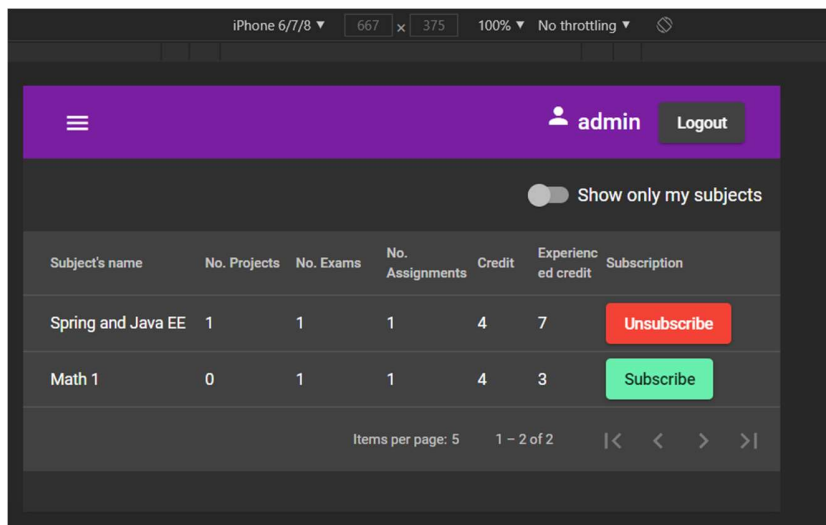 iPhone 6/7/8 ▼ 667 × 375 100% ▼ No throttling ▼
admin Logout
Show only my subjects
Subject's name No. Projects No. Exams No. Assignments Credit Experienced credit Subscription
Spring and Java EE 1 1 1 4 7 Unsubscribe
Math 1 0 1 1 4 3 Subscribe
Items per page: 5 1 – 2 of 2